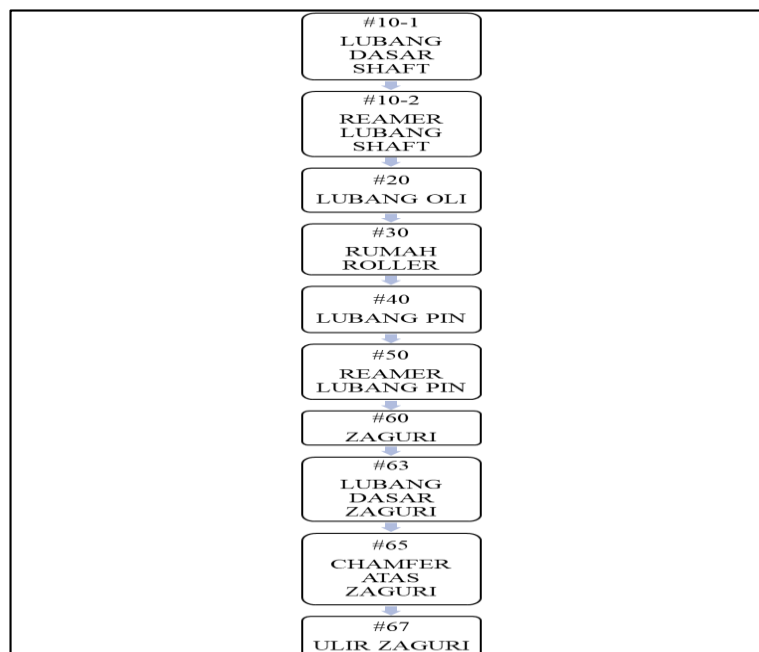 #10-1
LUBANG
DASAR
SHAFT
#10-2
REAMER
LUBANG
SHAFT
#20
LUBANG OLI
#30
RUMAH
ROLLER
#40
LUBANG PIN
#50
REAMER
LUBANG PIN
#60
ZAGURI
#63
LUBANG
DASAR
ZAGURI
#65
CHAMFER
ATAS
ZAGURI
#67
ULIR ZAGURI